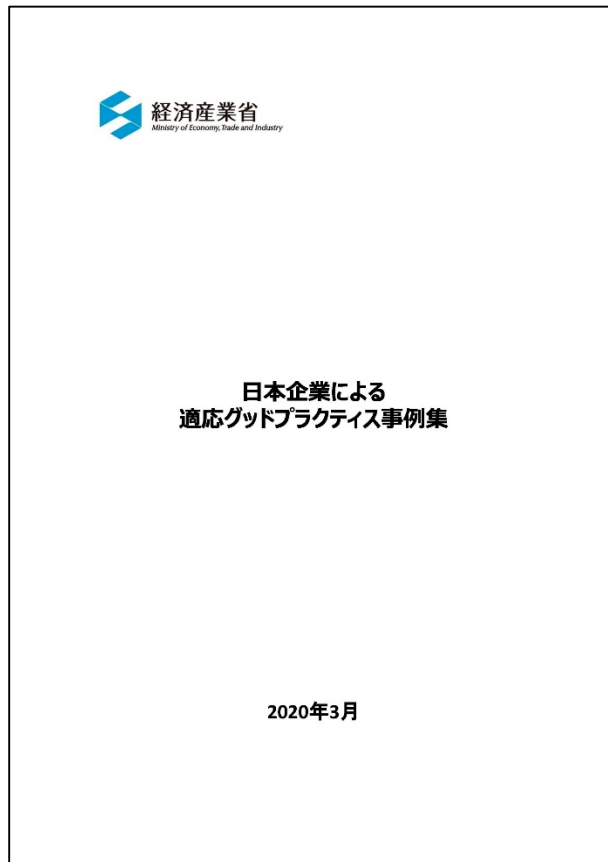 経済産業省
Ministry of Economy, Trade and Industry
日本企業による
適応グッドプラクティス事例集
2020年3月